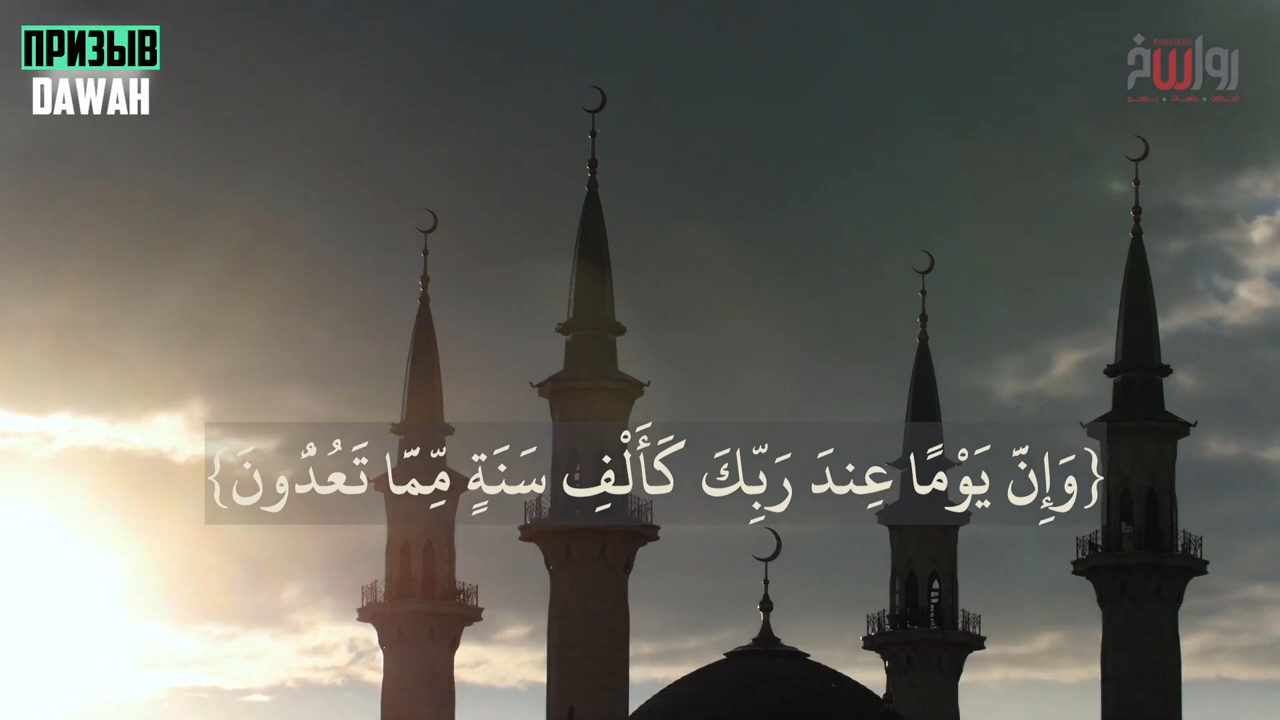 ПРИЗЫВ
DAWAH
رواسخ
{وَإِنَّ يَوْمًا عِندَ رَبِّكَ كَأَلْفِ سَنَةٍ مِّمَّا تَعُدُّونَ}